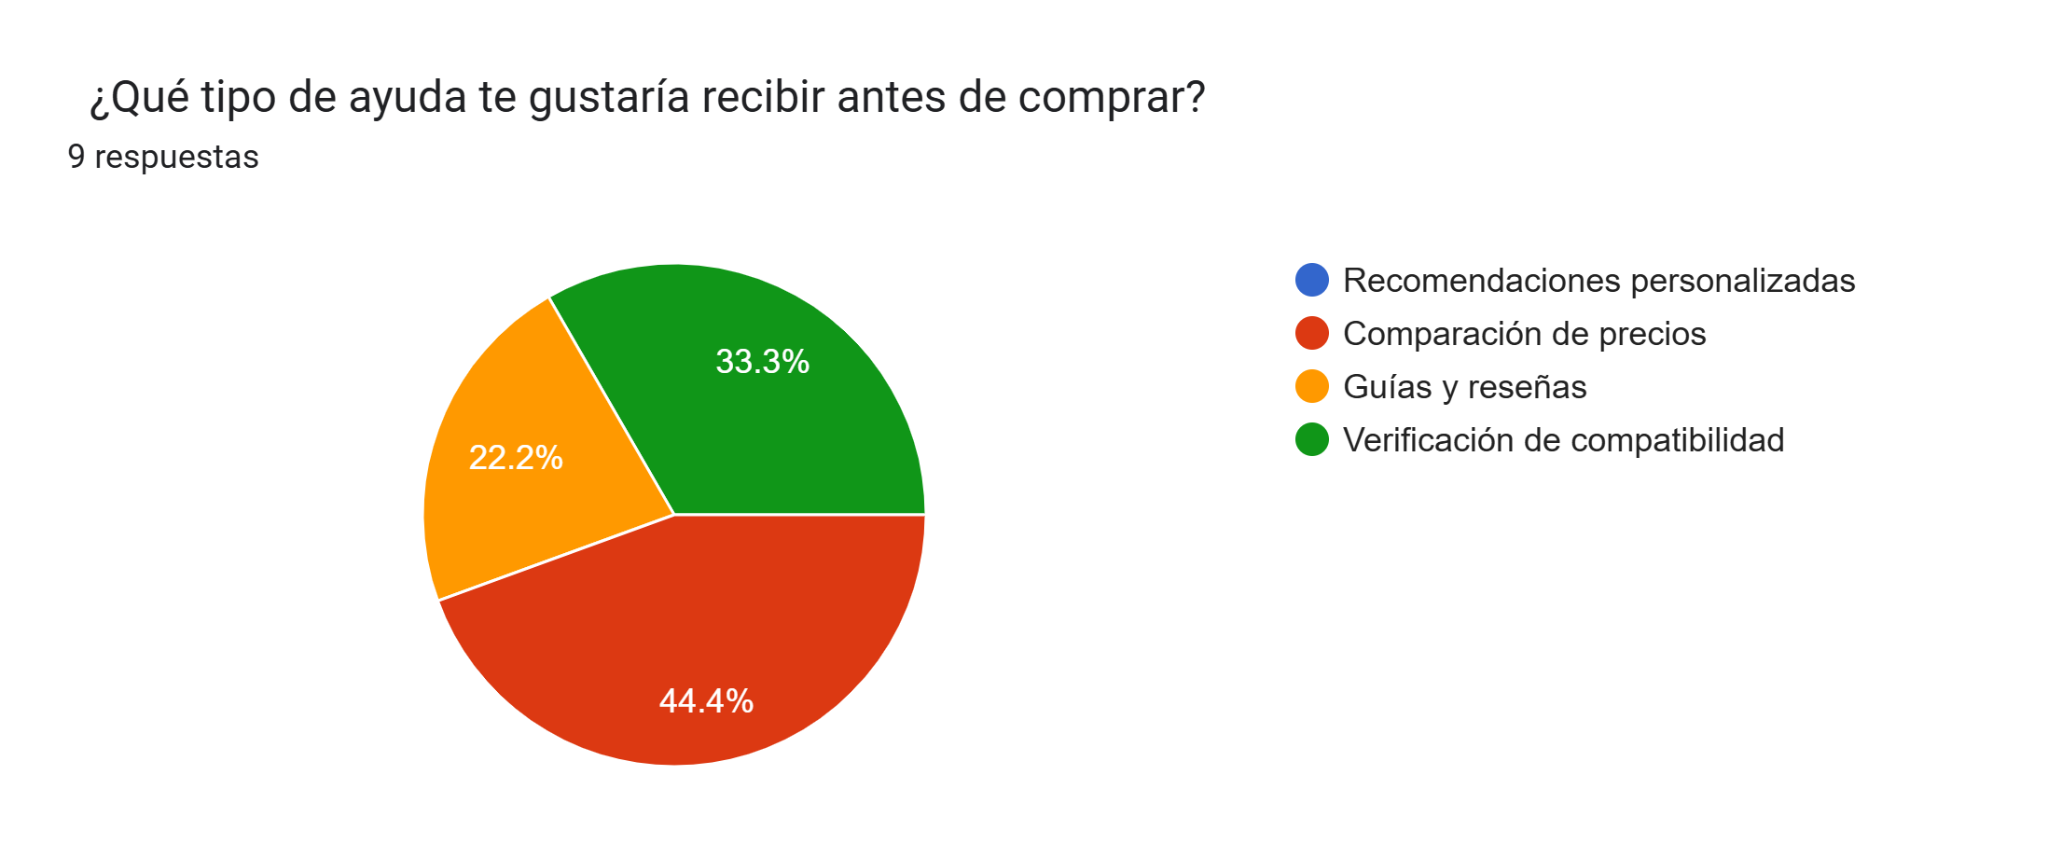 ¿Qué tipo de ayuda te gustaría recibir antes de comprar?
9 respuestas
Recomendaciones personalizadas
Comparación de precios
Guías y reseñas
Verificación de compatibilidad
33.3%
22.2%
44.4%